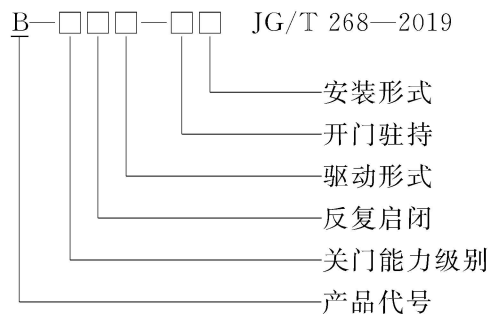 B—□□□—□□ JG/T 268—2019
安装形式
开门驻持
驱动形式
反复启闭
关门能力级别
产品代号